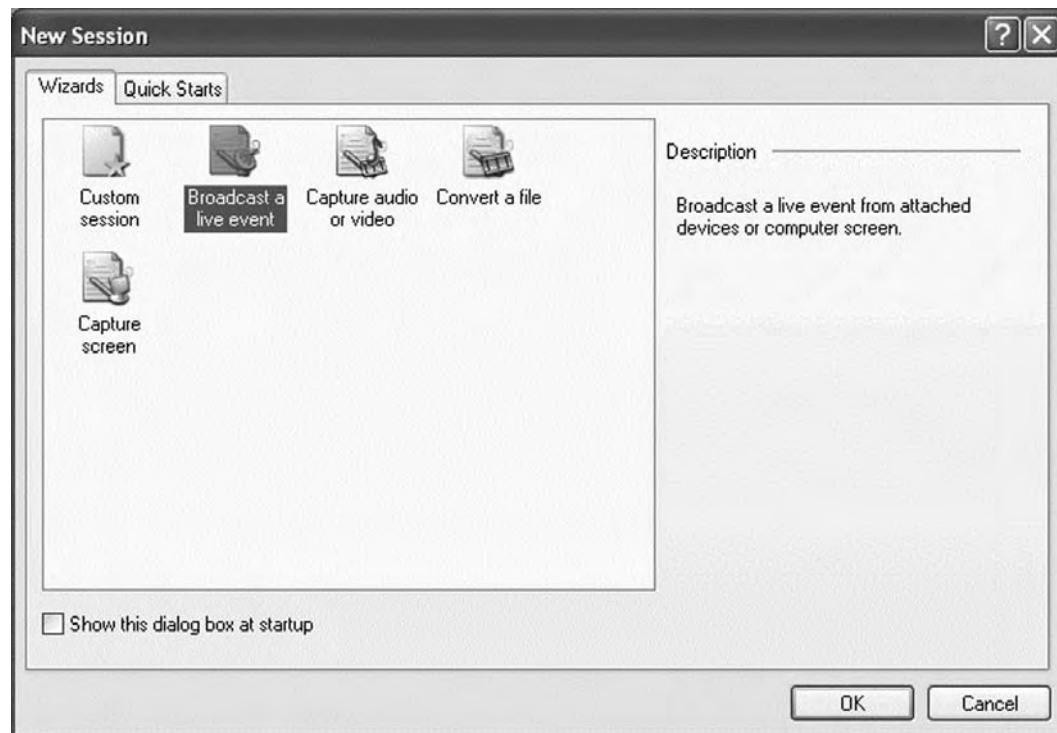 New Session
Wizards
Quick Starts
Custom
session
Broadcast a
live event
Capture audio
or video
Convert a file
Capture
screen
Description
Broadcast a live event from attached
devices or computer screen.
Show this dialog box at startup
OK
Cancel